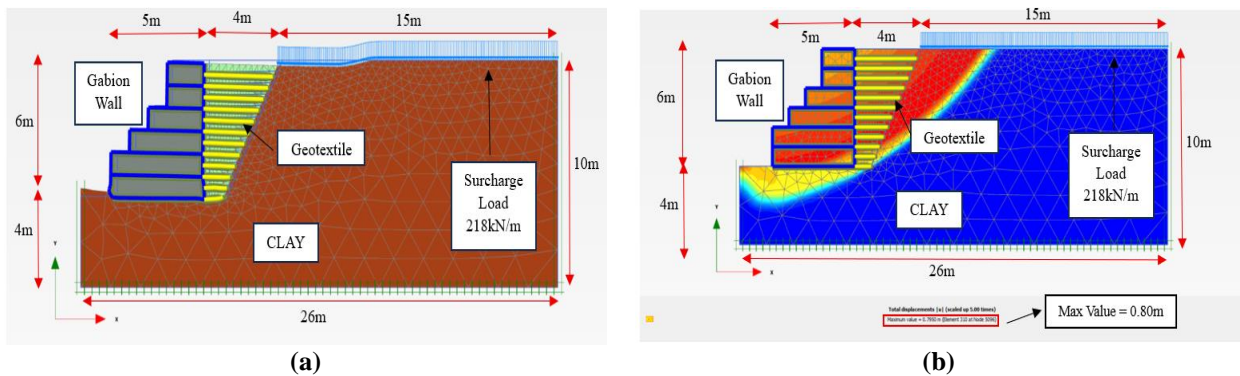 5m
4m
15m
Gabion
Wall
6m
Geotextile
10m
Surcharge
Load
218kN/m
4m
CLAY
Y
X
26m
(a)
5m
4m
15m
Gabion
Wall
6m
Geotextile
10m
Surcharge
Load
218kN/m
4m
CLAY
Y
X
26m
Total displacements |u| (scaled up 5.00 times)
Max Value = 0.80m
(b)